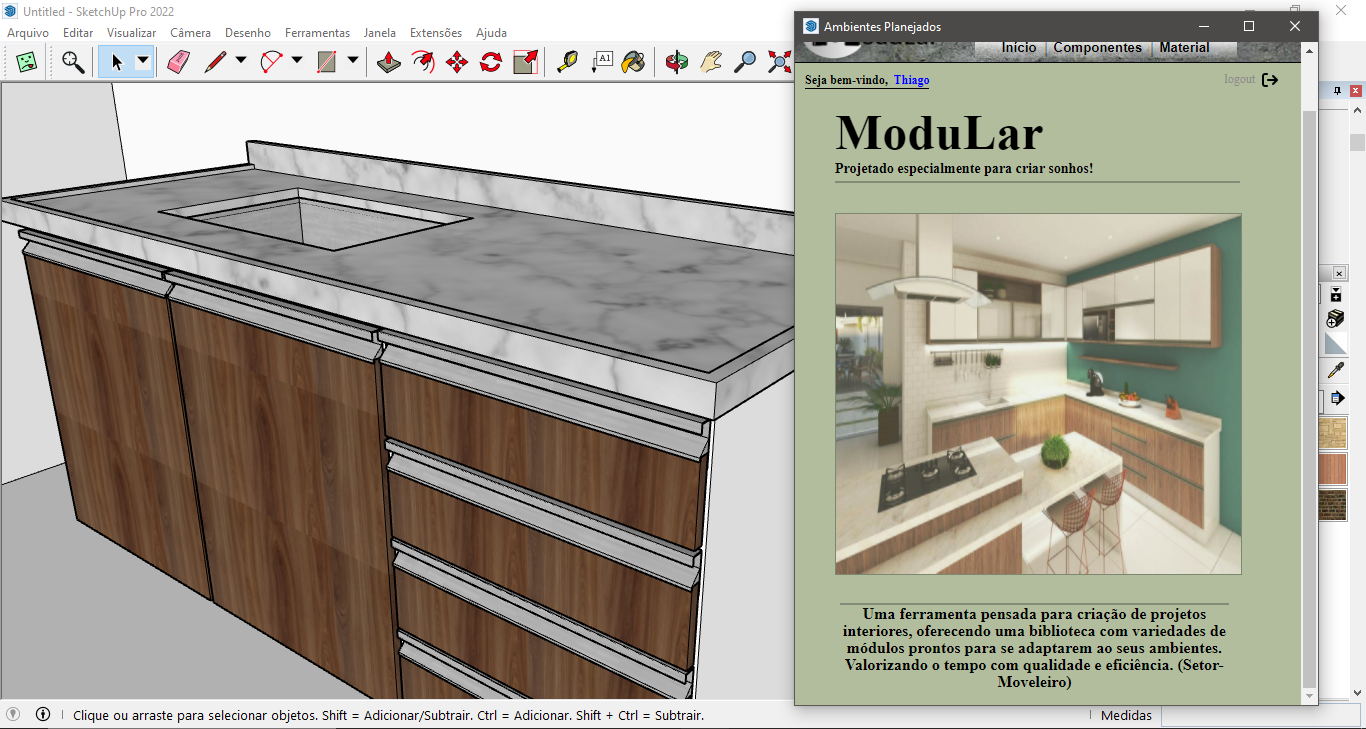 Untitled - SketchUp Pro 2022
Arquivo Editar Visualizar Câmera Desenho Ferramentas Janela Extensões Ajuda
A1
Ambientes Planejados
Início Componentes Material
Seja bem-vindo, Thiago
logout
ModuLar
Projetado especialmente para criar sonhos!
Uma ferramenta pensada para criação de projetos
interiores, oferecendo uma biblioteca com variedades de
módulos prontos para se adaptarem ao seus ambientes.
Valorizando o tempo com qualidade e eficiência. (Setor-
Moveleiro)
Clique ou arraste para selecionar objetos. Shift = Adicionar/Subtrair. Ctrl = Adicionar. Shift + Ctrl = Subtrair.
Medidas